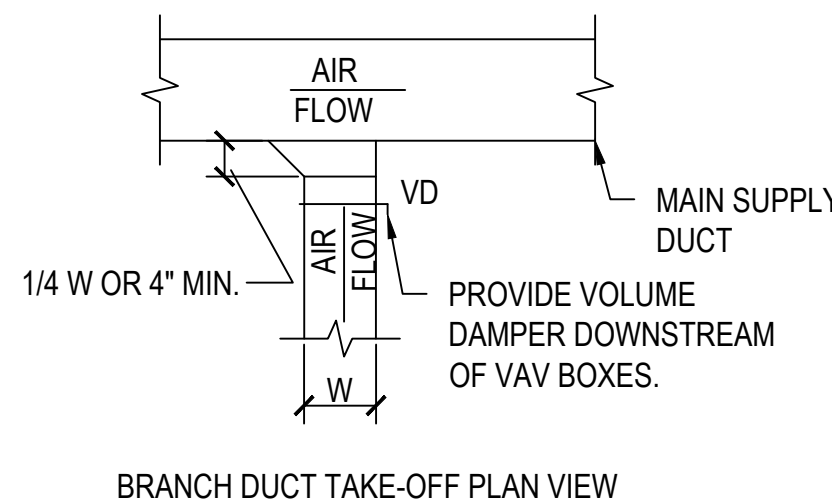 AIR
FLOW
VD
AIR
FLOW
MAIN SUPPLY
DUCT
1/4 W OR 4" MIN.
PROVIDE VOLUME
DAMPER DOWNSTREAM
OF VAV BOXES.
W
BRANCH DUCT TAKE-OFF PLAN VIEW